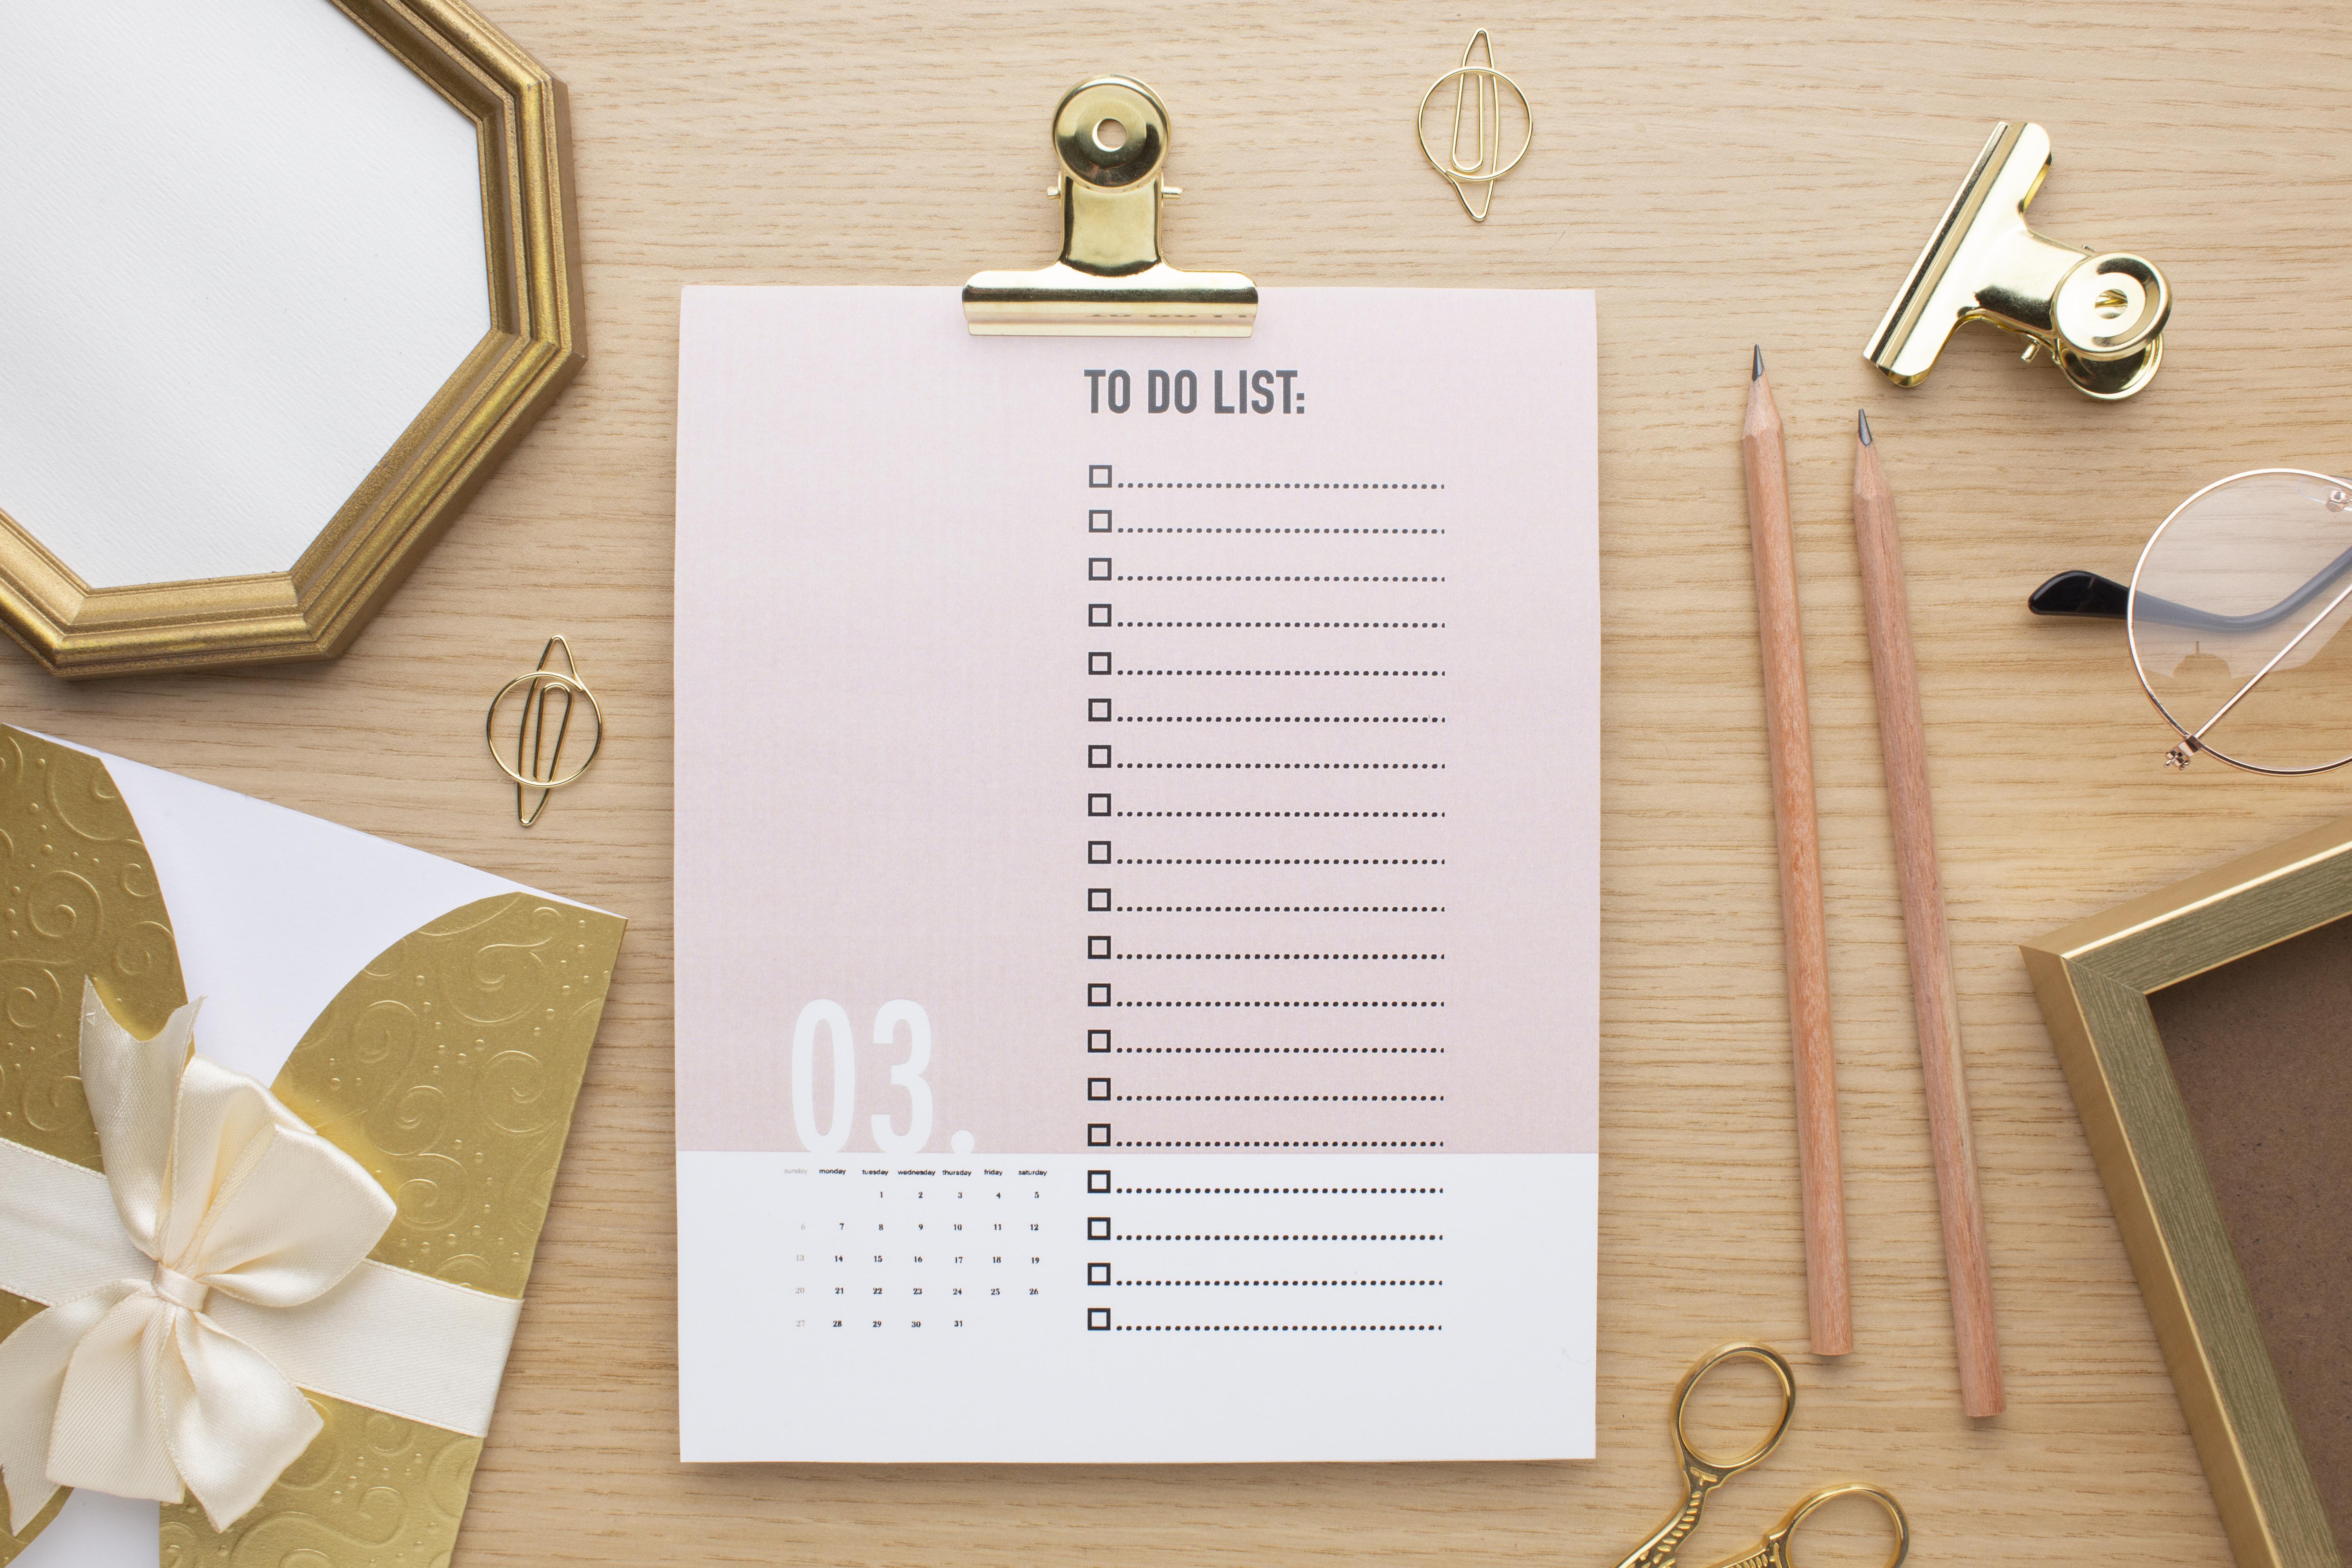 TO DO LIST:
03.
sunday monday tuesday wednesday thursday friday saturday
1 2 3 4 5
6 7 8 9 10 11 12
13 14 15 16 17 18 19
20 21 22 23 24 25 26
27 28 29 30 31